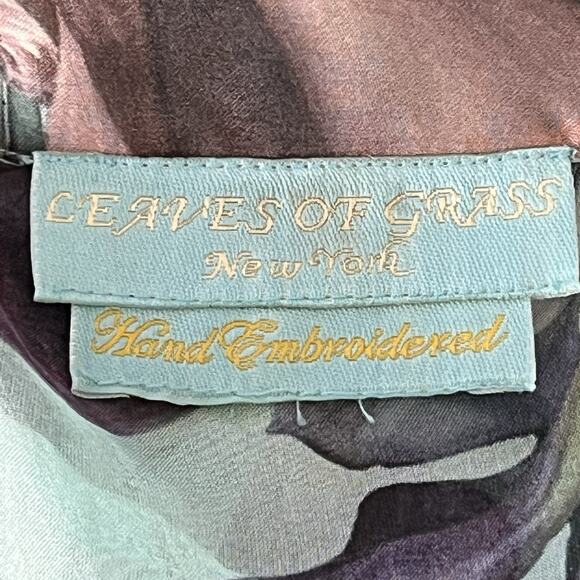 LEAVES OF GRASS
New York
Hand Embroidered